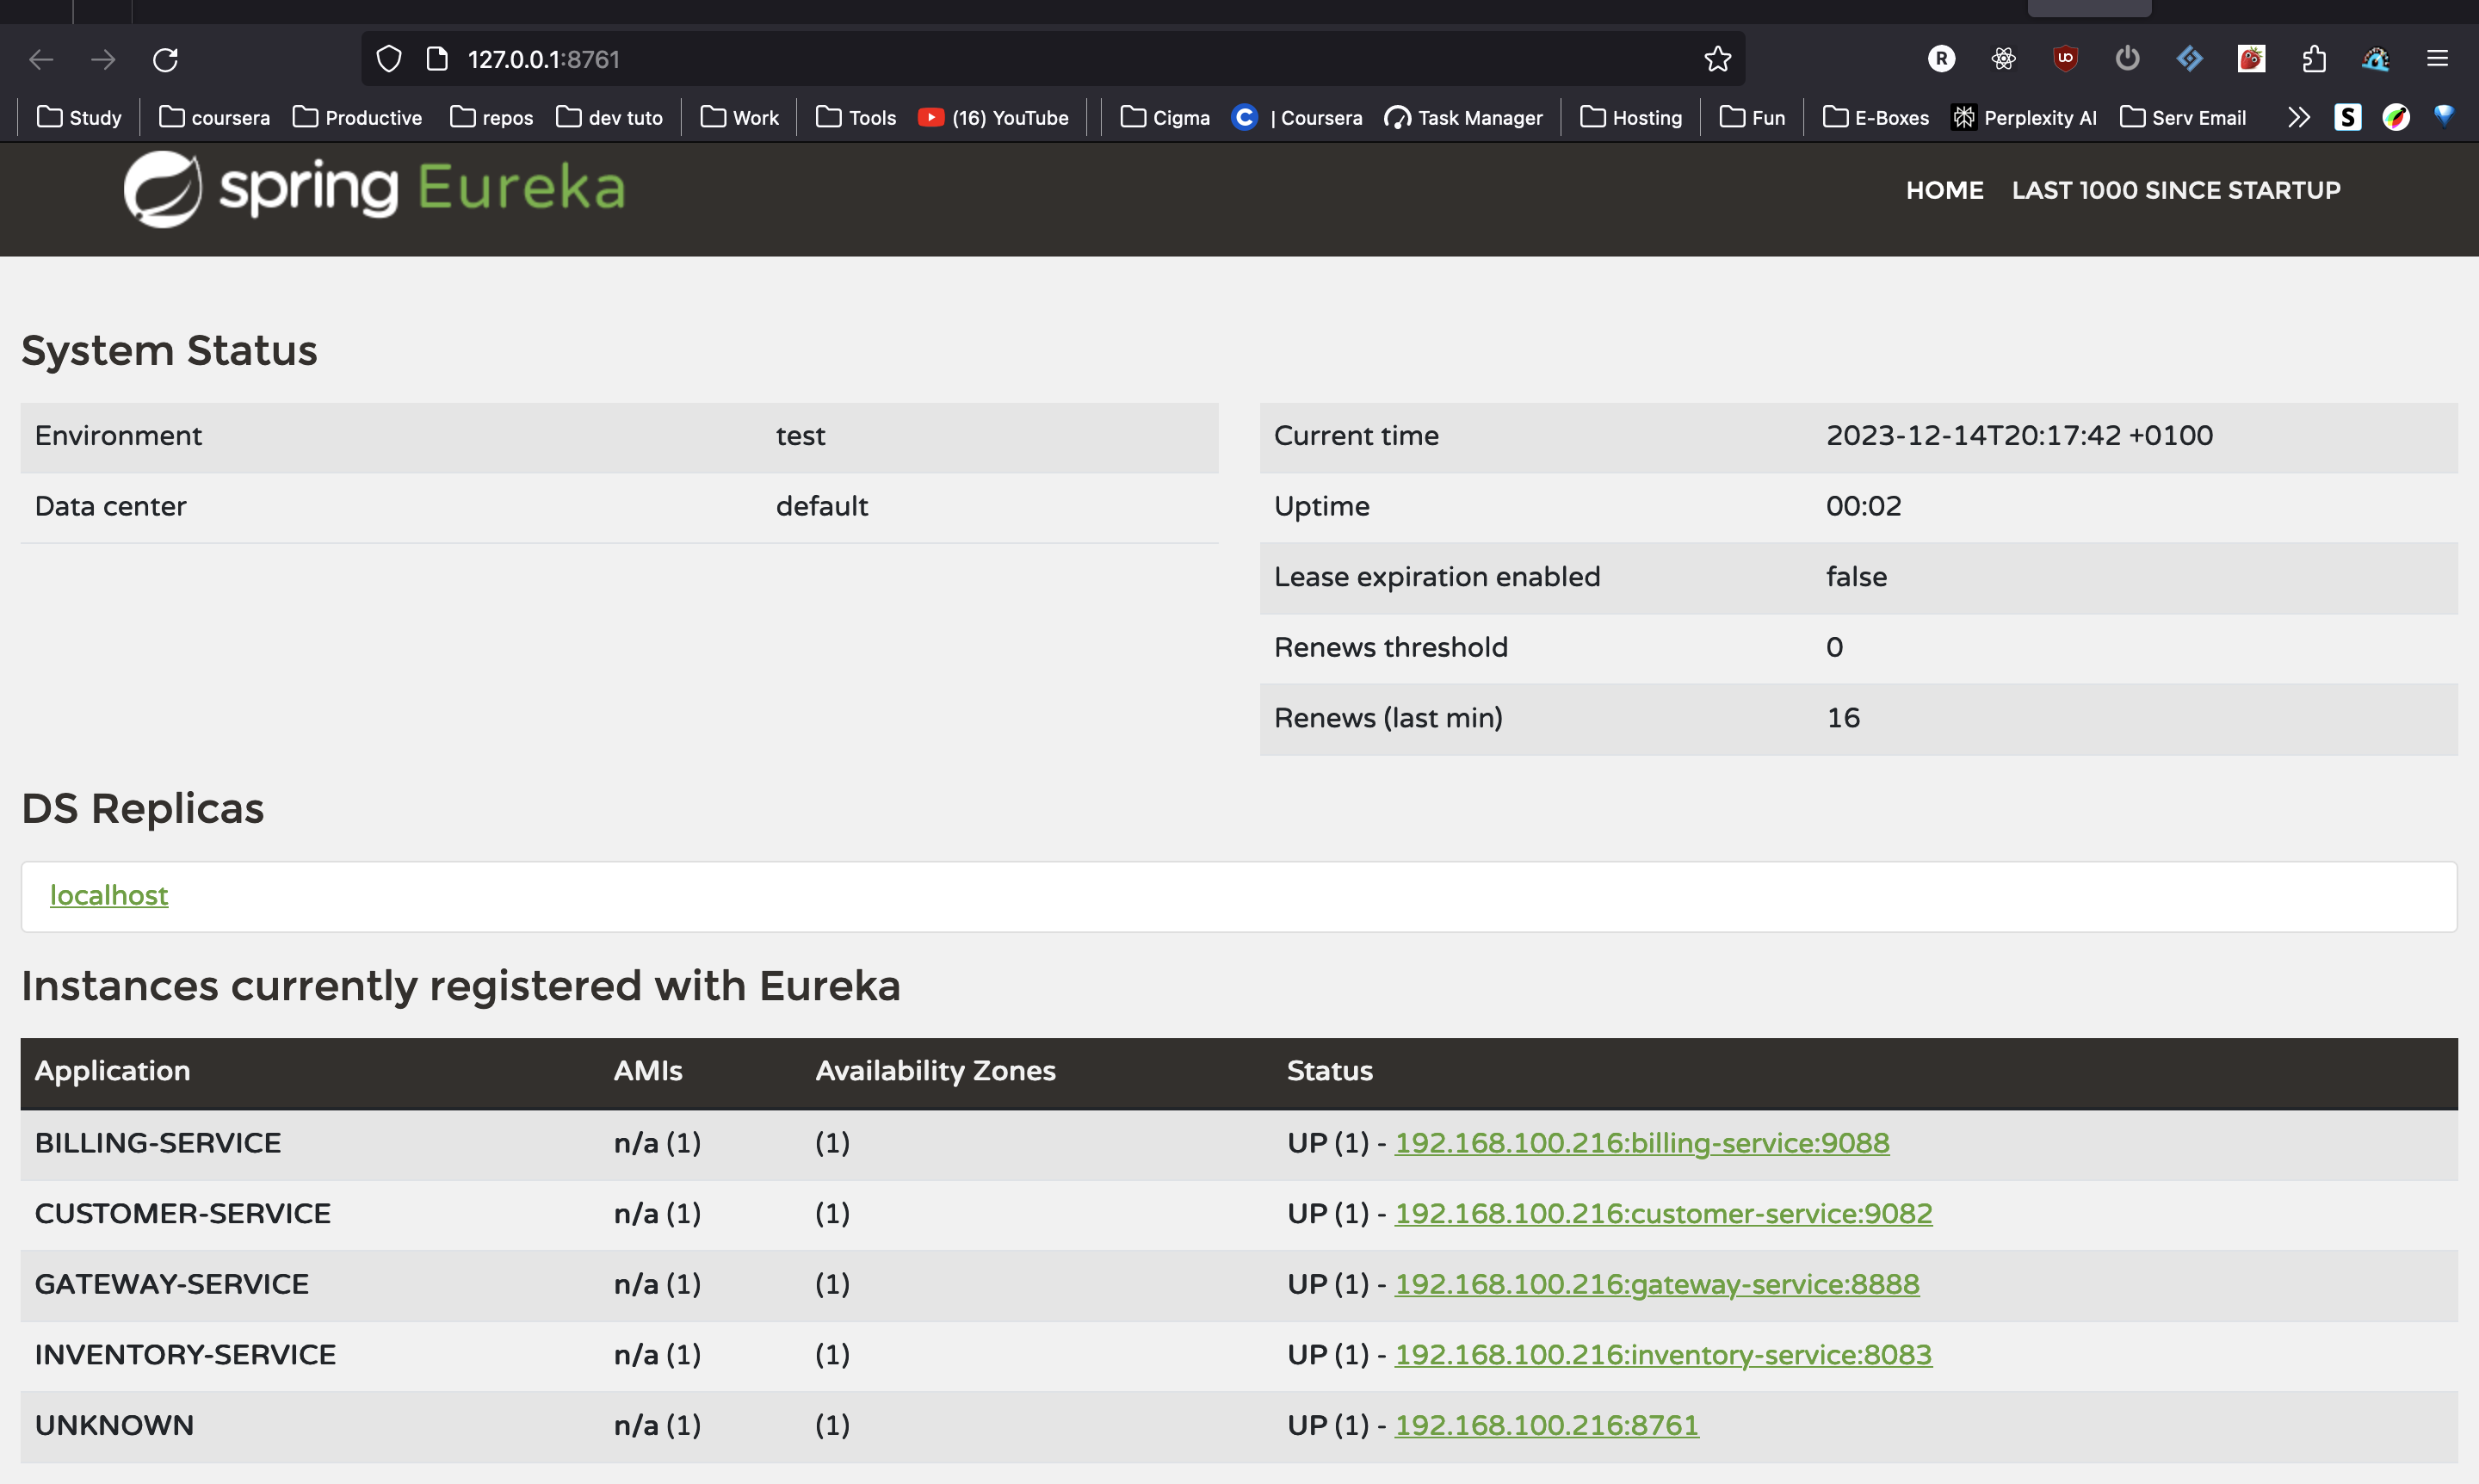 127.0.0.1:8761
Study coursera Productive repos dev tuto Work Tools (16) YouTube Cigma C | Coursera Task Manager Hosting Fun E-Boxes Perplexity AI Serv Email S
spring Eureka HOME LAST 1000 SINCE STARTUP
System Status
Environment test Current time 2023-12-14T20:17:42 +0100
Data center default Uptime 00:02
Lease expiration enabled false
Renews threshold 0
Renews (last min) 16
DS Replicas
localhost
Instances currently registered with Eureka
Application AMIs Availability Zones Status
BILLING-SERVICE n/a (1) (1) UP (1) - 192.168.100.216:billing-service:9088
CUSTOMER-SERVICE n/a (1) (1) UP (1) - 192.168.100.216:customer-service:9082
GATEWAY-SERVICE n/a (1) (1) UP (1) - 192.168.100.216:gateway-service:8888
INVENTORY-SERVICE n/a (1) (1) UP (1) - 192.168.100.216:inventory-service:8083
UNKNOWN n/a (1) (1) UP (1) - 192.168.100.216:8761